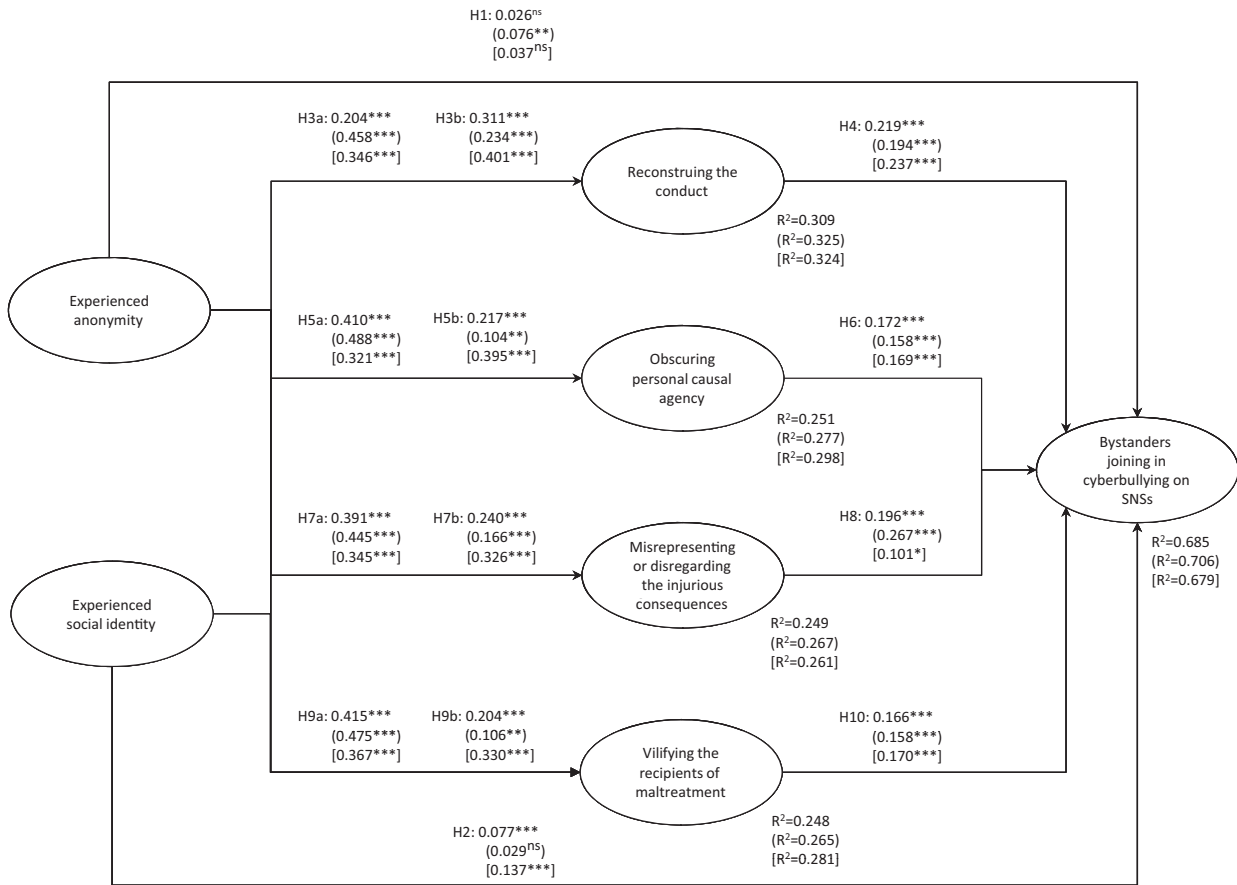 H1: 0.026ns
(0.076**)
[0.037ns]
H3a: 0.204***
(0.458***)
[0.346***]
H3b: 0.311***
(0.234***)
[0.401***]
H4: 0.219***
(0.194***)
[0.237***]
Reconstruing the
conduct
R²=0.309
(R²=0.325)
[R²=0.324]
Experienced
anonymity
H5a: 0.410***
(0.488***)
[0.321***]
H5b: 0.217***
(0.104**)
[0.395***]
H6: 0.172***
(0.158***)
[0.169***]
Obscuring
personal causal
agency
R²=0.251
(R²=0.277)
[R²=0.298]
Bystanders
joining in
cyberbullying on
SNSs
R²=0.685
(R²=0.706)
[R²=0.679]
H7a: 0.391***
(0.445***)
[0.345***]
H7b: 0.240***
(0.166***)
[0.326***]
H8: 0.196***
(0.267***)
[0.101*]
Misrepresenting
or disregarding
the injurious
consequences
R²=0.249
(R²=0.267)
[R²=0.261]
Experienced
social identity
H9a: 0.415***
(0.475***)
[0.367***]
H9b: 0.204***
(0.106**)
[0.330***]
H10: 0.166***
(0.158***)
[0.170***]
Vilifying the
recipients of
maltreatment
R²=0.248
(R²=0.265)
[R²=0.281]
H2: 0.077***
(0.029ns)
[0.137***]